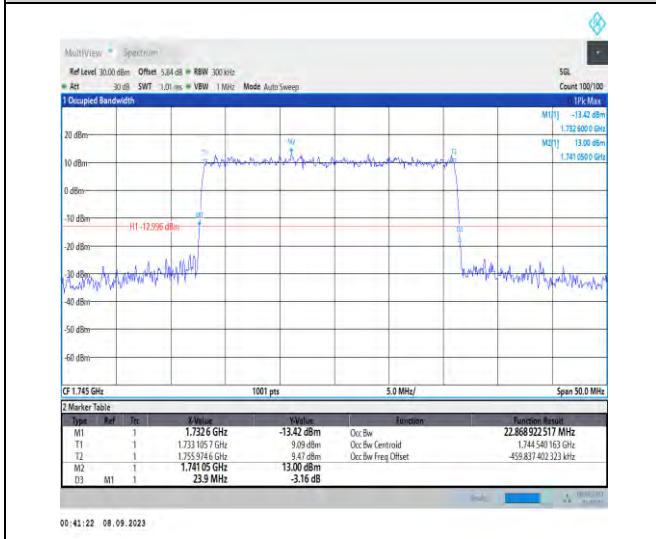 MultiView Spectrum
Ref Level 30.00 dBm Offset 5.84 dB RBW 300 kHz SGL
Att 30 dB SWT 1.01 ms VBW 1 MHz Mode Auto Sweep Count 100/100
1 Occupied Bandwidth 1Pk Max
M1[1] -13.42 dBm
1.732 600 0 GHz
M2[1] 13.00 dBm
1.741 050 0 GHz
20 dBm
M2
T1 T2
10 dBm
0 dBm
M1
-10 dBm
H1 -12.996 dBm
D3
-20 dBm
-30 dBm
-40 dBm
-50 dBm
-60 dBm
CF 1.745 GHz 1001 pts 5.0 MHz/ Span 50.0 MHz
2 Marker Table
Type Ref Trc X-Value Y-Value Function Function Result
M1 1 1.732 6 GHz -13.42 dBm Occ Bw 22.868 922 517 MHz
T1 1 1.733 105 7 GHz 9.09 dBm Occ Bw Centroid 1.744 540 163 GHz
T2 1 1.755 974 6 GHz 9.47 dBm Occ Bw Freq Offset -459.837 402 323 kHz
M2 1 1.741 05 GHz 13.00 dBm
D3 M1 1 23.9 MHz -3.16 dB
00:41:22 08.09.2023